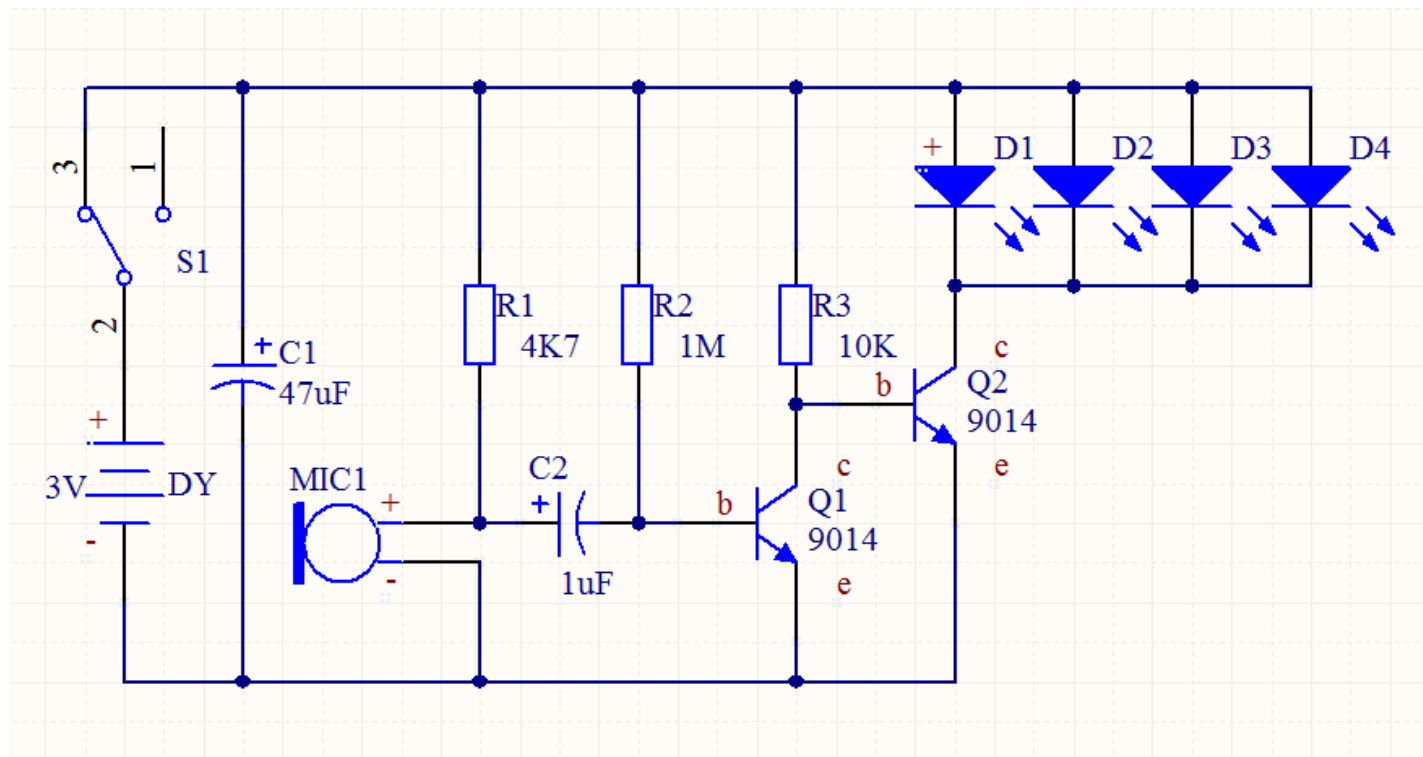 3
1
S1
2
+
3V
DY
-
+
C1
47uF
MIC1
+
-
R1
4K7
C2
+
1uF
R2
1M
b
c
Q1
9014
e
R3
10K
b
c
Q2
9014
e
+
D1
D2
D3
D4